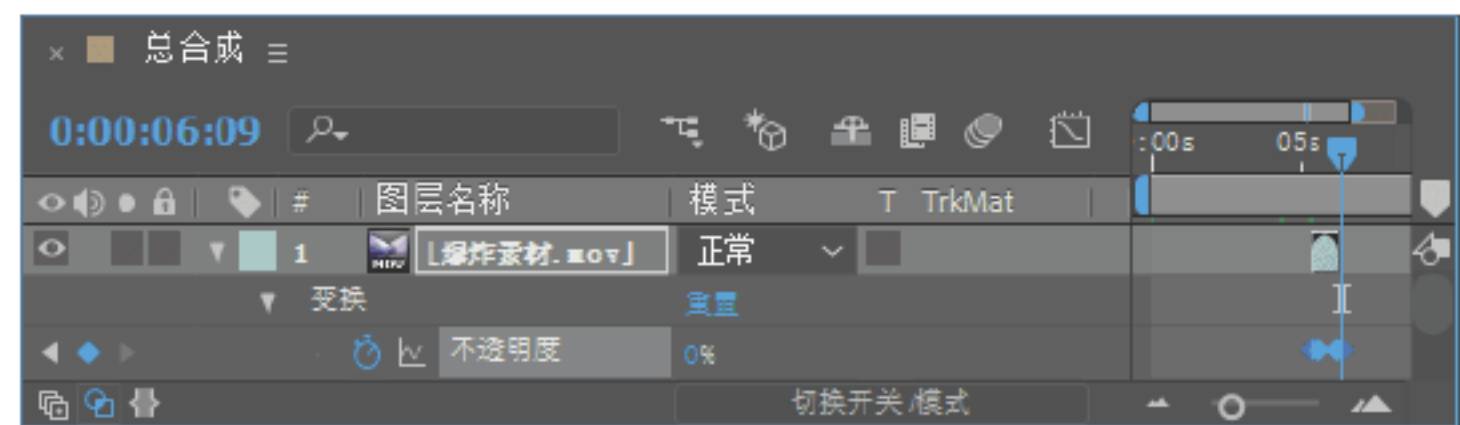 × 总合成 ≡
0:00:06:09 :00s 05s
# 图层名称 模式 T TrkMat
1 [爆炸素材.mov] 正常
变换 重置
不透明度 0%
切换开关/模式